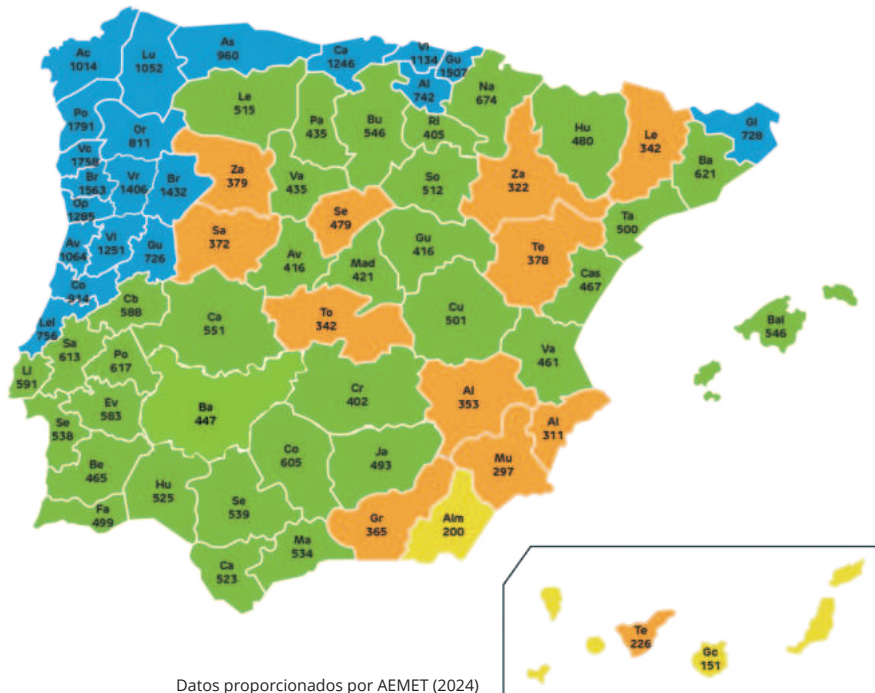 Ac
1014
Lu
1052
As
960
Ca
1246
VI
1134
Gu
1507
Al
742
Na
674
Po
1791
Or
811
Le
515
Pa
435
Bu
546
RI
405
Hu
480
Le
342
GI
728
Ba
621
Vc
1758
Br
1563
Vr
1406
Br
1432
Za
379
Va
435
So
512
Za
322
Ta
500
Op
1285
Av
1064
VI
1251
Gu
726
Sa
372
Se
479
Av
416
Mad
421
Gu
416
Te
378
Cas
467
Co
914
Cb
588
Ca
551
To
342
Cu
501
Bal
546
Lei
756
Sa
613
Po
617
Va
461
LI
591
Ev
583
Ba
447
Cr
402
Al
353
Al
311
Se
538
Be
465
Co
605
Ja
493
Mu
297
Fa
499
Hu
525
Se
539
Gr
365
Alm
200
Ma
534
Ca
523
Te
226
Gc
151
Datos proporcionados por AEMET (2024)